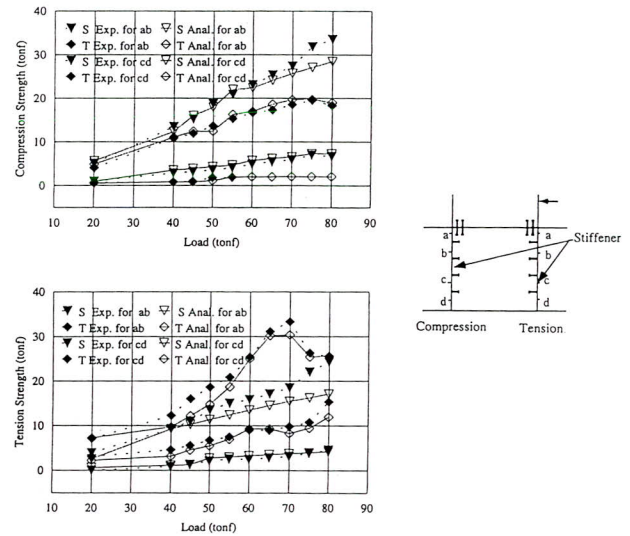 S Exp. for ab S Anal. for ab
T Exp. for ab T Anal. for ab
S Exp. for cd S Anal. for cd
T Exp. for cd T Anal. for cd
Compression Strength (tonf)
40
30
20
10
0
10 20 30 40 50 60 70 80 90
Load (tonf)
a a
b b
c c
d d
Stiffener
Compression Tension
S Exp. for ab S Anal. for ab
T Exp. for ab T Anal. for ab
S Exp. for cd S Anal. for cd
T Exp. for cd T Anal. for cd
Tension Strength (tonf)
40
30
20
10
0
10 20 30 40 50 60 70 80 90
Load (tonf)